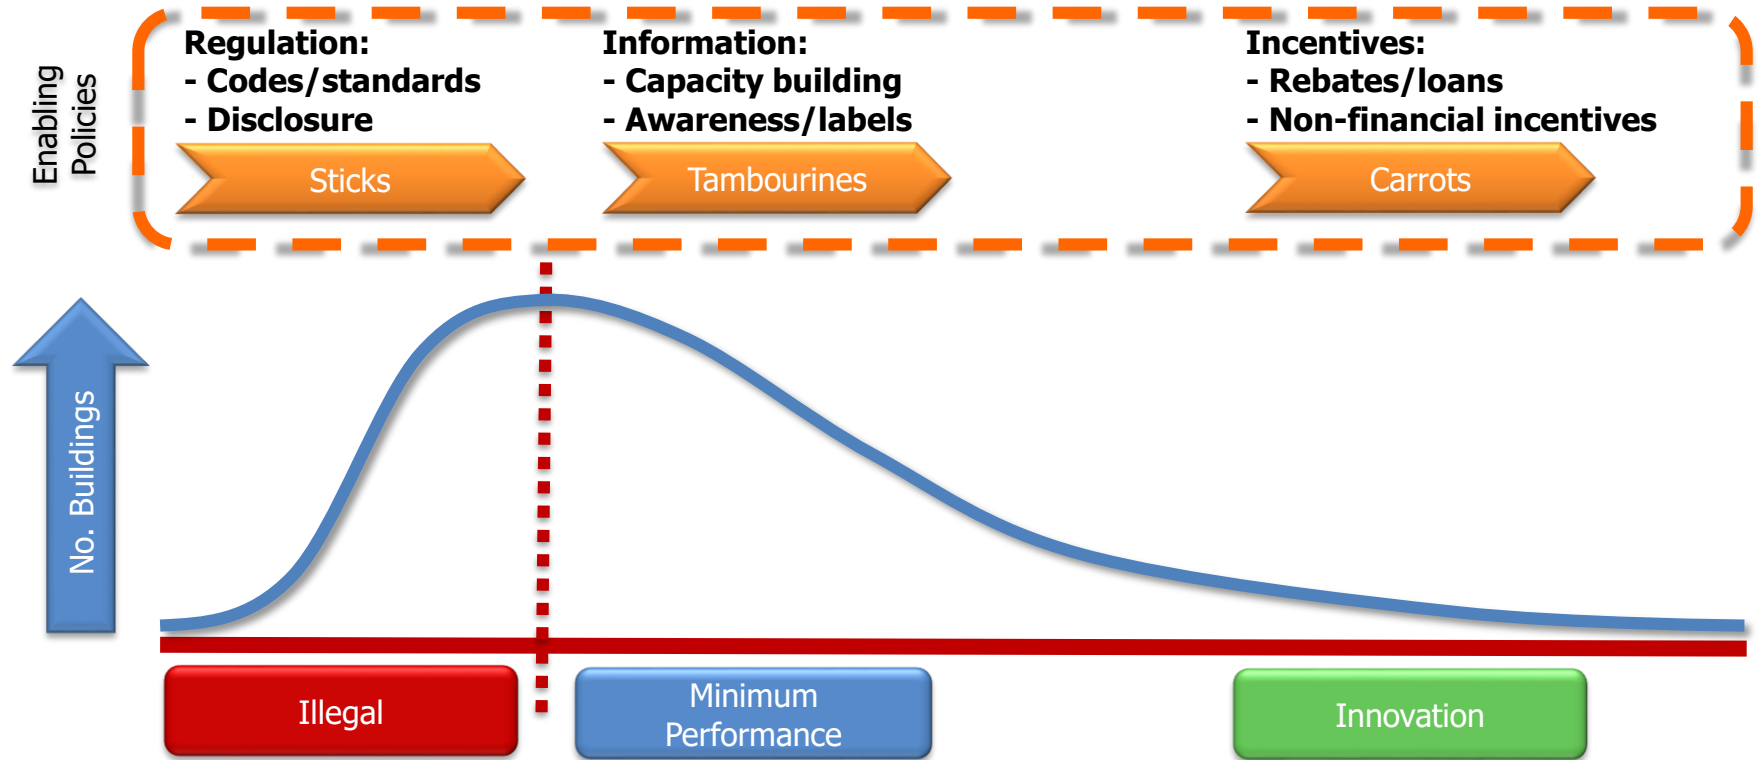 Enabling
Policies
Regulation:
- Codes/standards
- Disclosure
Sticks
Information:
- Capacity building
- Awareness/labels
Tambourines
Incentives:
- Rebates/loans
- Non-financial incentives
Carrots
No. Buildings
Illegal
Minimum
Performance
Innovation